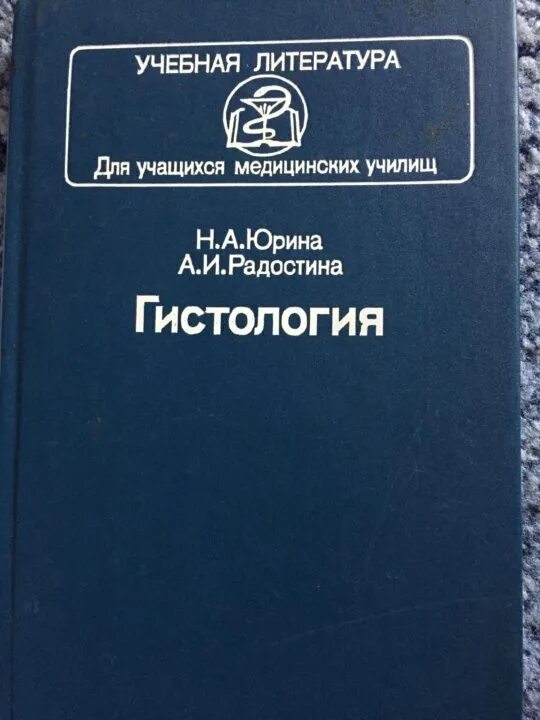 УЧЕБНАЯ ЛИТЕРАТУРА
Для учащихся медицинских училищ
Н.А.Юрина
А.И.Радостина
Гистология